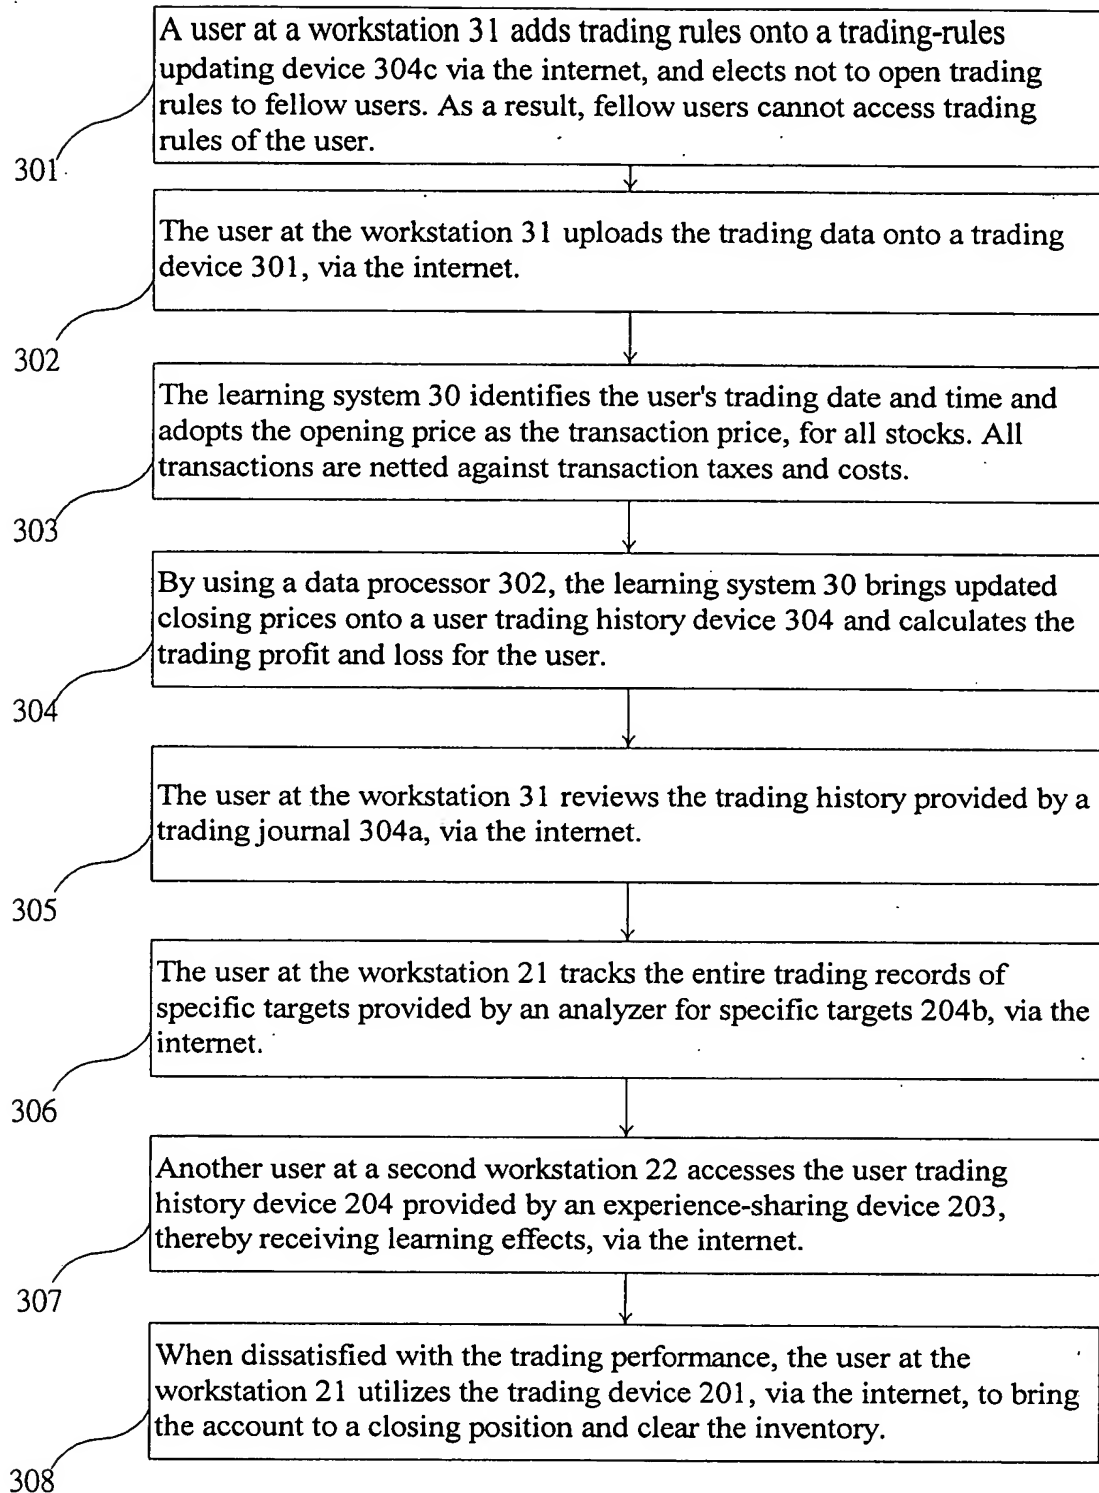 A user at a workstation 31 adds trading rules onto a trading-rules
updating device 304c via the internet, and elects not to open trading
rules to fellow users. As a result, fellow users cannot access trading
rules of the user.
301
The user at the workstation 31 uploads the trading data onto a trading
device 301, via the internet.
302
The learning system 30 identifies the user's trading date and time and
adopts the opening price as the transaction price, for all stocks. All
transactions are netted against transaction taxes and costs.
303
By using a data processor 302, the learning system 30 brings updated
closing prices onto a user trading history device 304 and calculates the
trading profit and loss for the user.
304
The user at the workstation 31 reviews the trading history provided by a
trading journal 304a, via the internet.
305
The user at the workstation 21 tracks the entire trading records of
specific targets provided by an analyzer for specific targets 204b, via the
internet.
306
Another user at a second workstation 22 accesses the user trading
history device 204 provided by an experience-sharing device 203,
thereby receiving learning effects, via the internet.
307
When dissatisfied with the trading performance, the user at the
workstation 21 utilizes the trading device 201, via the internet, to bring
the account to a closing position and clear the inventory.
308